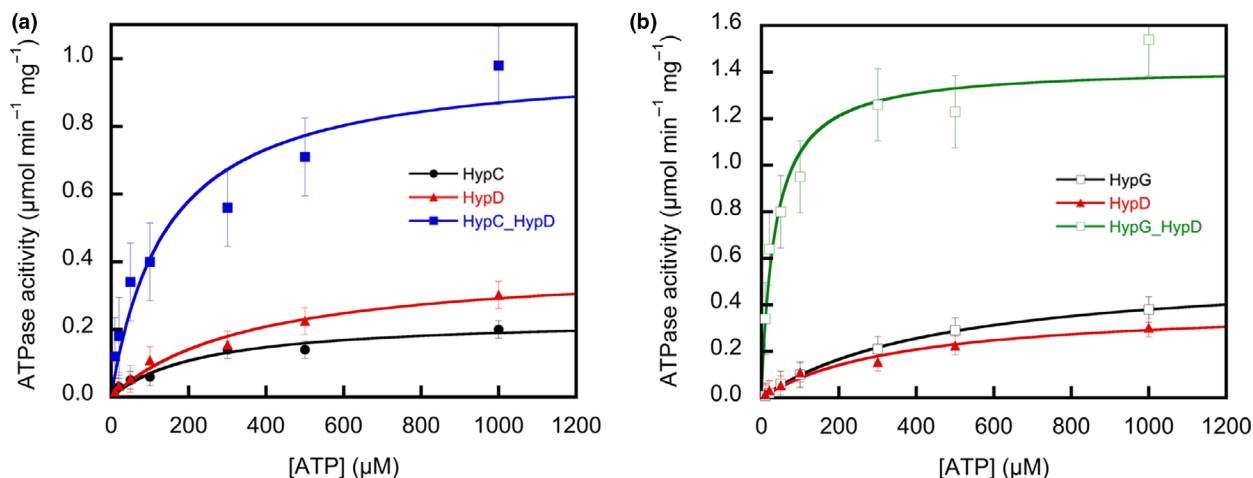 (a)
ATPase acitivity (µmol min⁻¹ mg⁻¹)
1.0
0.8
0.6
0.4
0.2
0.0
0 200 400 600 800 1000 1200
[ATP] (µM)
HypC
HypD
HypC_HypD
(b)
ATPase acitivity (µmol min⁻¹ mg⁻¹)
1.6
1.4
1.2
1.0
0.8
0.6
0.4
0.2
0.0
0 200 400 600 800 1000 1200
[ATP] (µM)
HypG
HypD
HypG_HypD